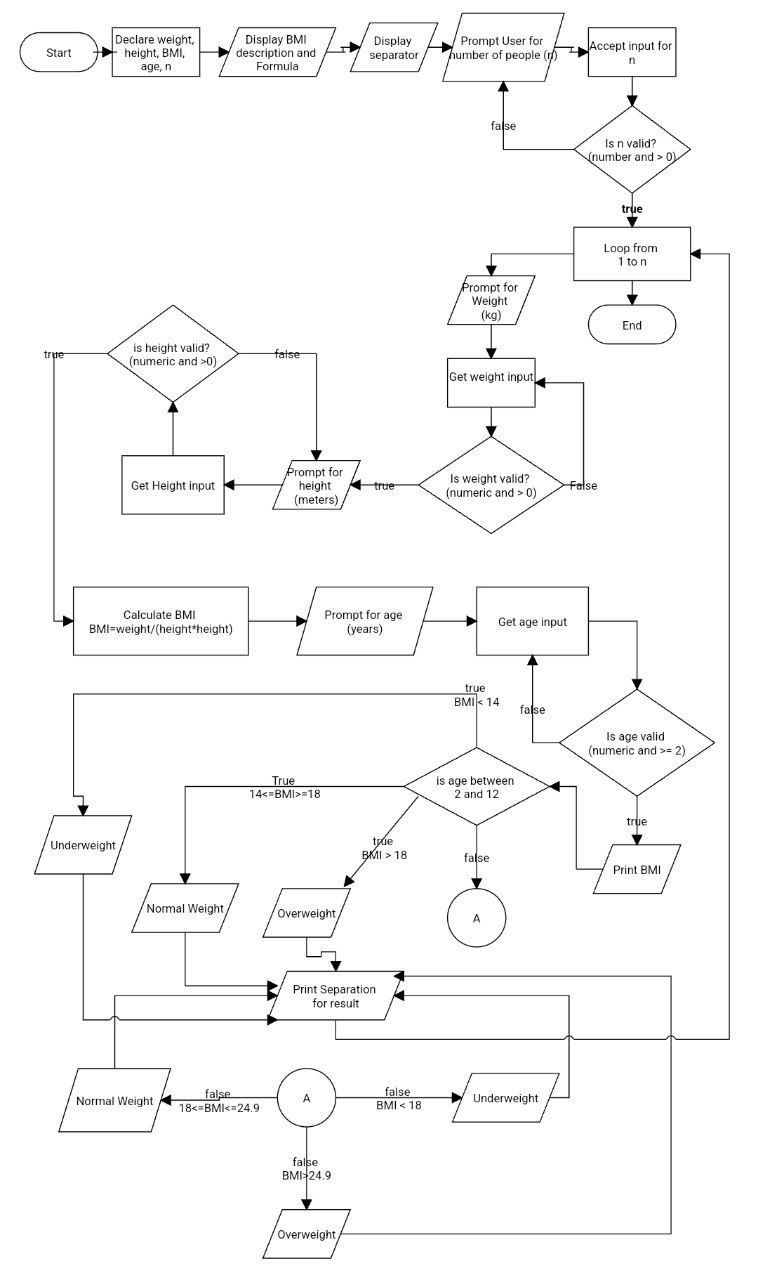 Start
Declare weight,
height, BMI,
age, n
Display BMI
description and
Formula
Display
separator
Prompt User for
number of people (n)
Accept input for
n
false
Is n valid?
(number and > 0)
true
Loop from
1 to n
Prompt for
Weight
(kg)
End
true
is height valid?
(numeric and >0)
false
Get weight input
Get Height input
Prompt for
height
(meters)
true
Is weight valid?
(numeric and > 0)
False
Calculate BMI
BMI=weight/(height*height)
Prompt for age
(years)
Get age input
true
BMI < 14
false
Is age valid
(numeric and >= 2)
True
14<=BMI>=18
is age between
2 and 12
true
Underweight
true
BMI > 18
false
Print BMI
Normal Weight
Overweight
A
Print Separation
for result
Normal Weight
false
18<=BMI<=24.9
A
false
BMI < 18
Underweight
false
BMI>24.9
Overweight